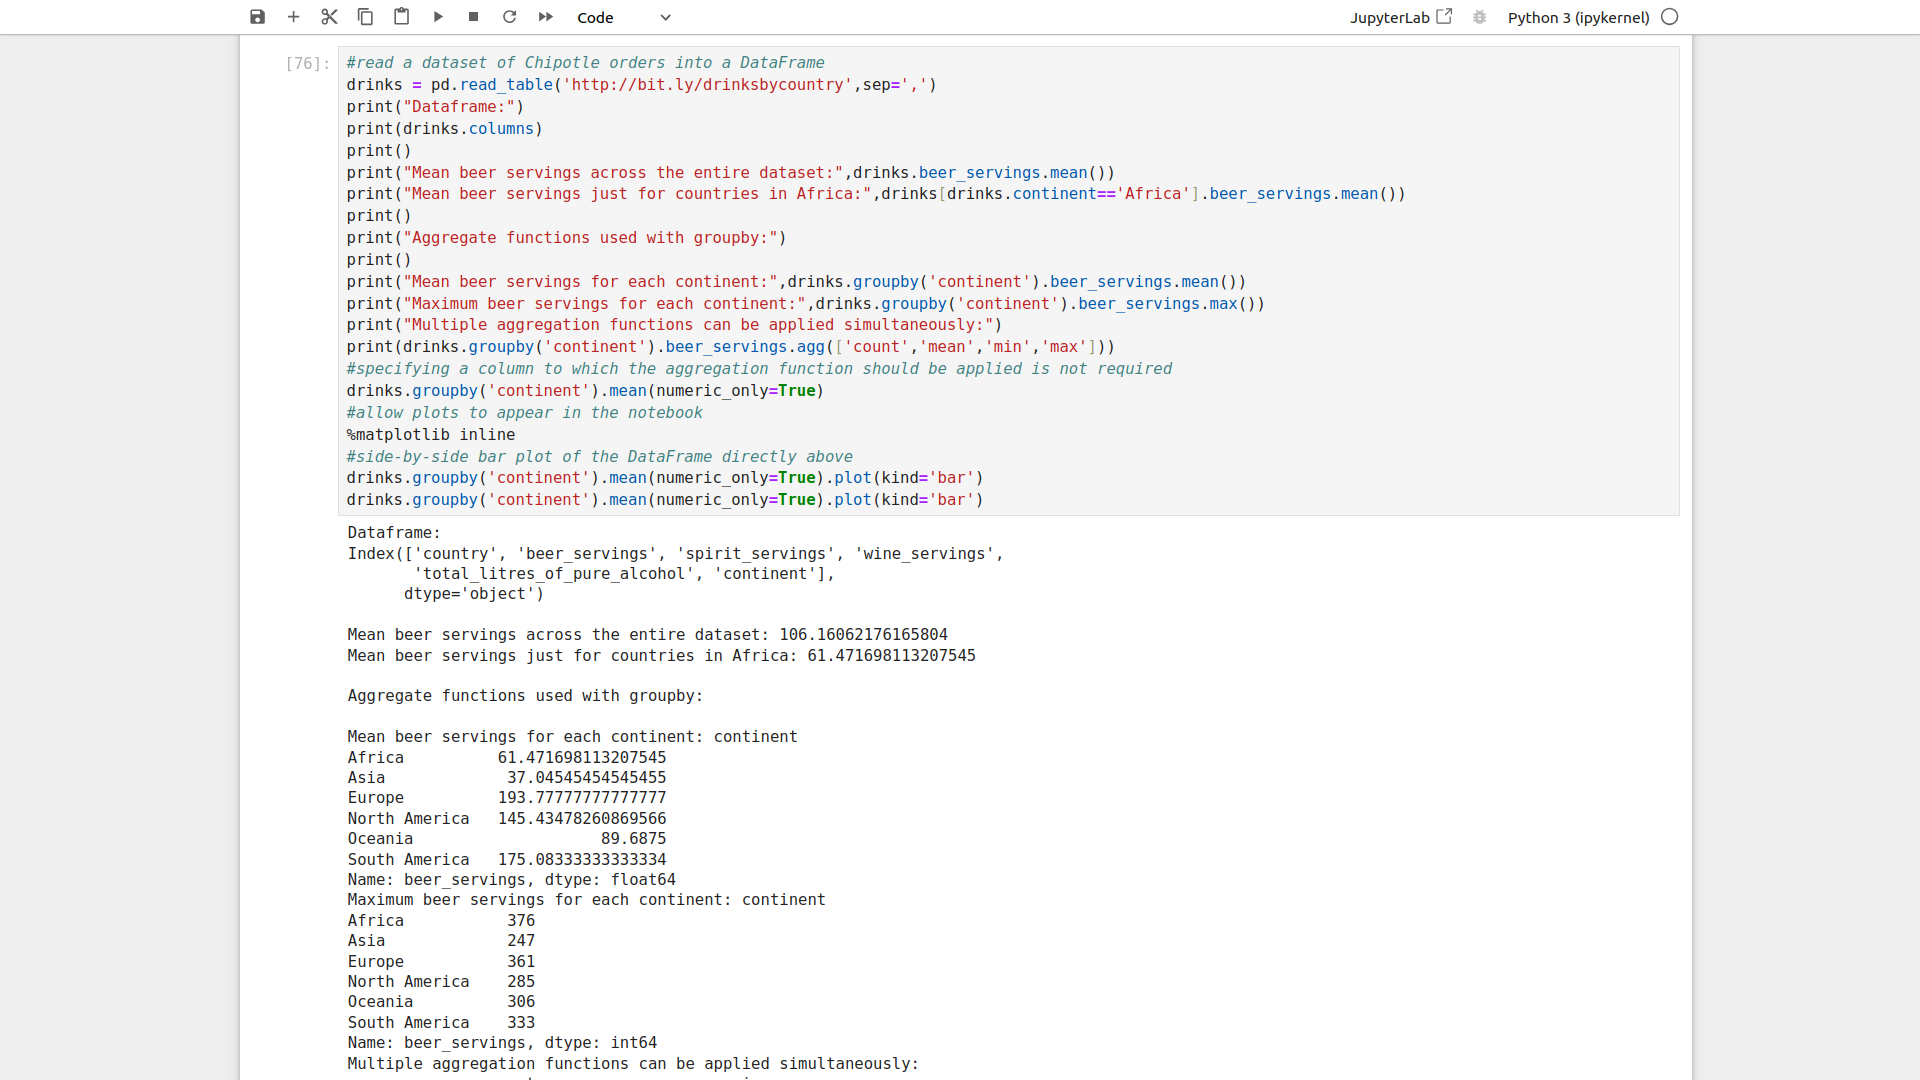 Code
JupyterLab
Python 3 (ipykernel)
[76]:
#read a dataset of Chipotle orders into a DataFrame
drinks = pd.read_table('http://bit.ly/drinksbycountry',sep=',')
print("Dataframe:")
print(drinks.columns)
print()
print("Mean beer servings across the entire dataset:",drinks.beer_servings.mean())
print("Mean beer servings just for countries in Africa:",drinks[drinks.continent=='Africa'].beer_servings.mean())
print()
print("Aggregate functions used with groupby:")
print()
print("Mean beer servings for each continent:",drinks.groupby('continent').beer_servings.mean())
print("Maximum beer servings for each continent:",drinks.groupby('continent').beer_servings.max())
print("Multiple aggregation functions can be applied simultaneously:")
print(drinks.groupby('continent').beer_servings.agg(['count','mean','min','max']))
#specifying a column to which the aggregation function should be applied is not required
drinks.groupby('continent').mean(numeric_only=True)
#allow plots to appear in the notebook
%matplotlib inline
#side-by-side bar plot of the DataFrame directly above
drinks.groupby('continent').mean(numeric_only=True).plot(kind='bar')
drinks.groupby('continent').mean(numeric_only=True).plot(kind='bar')
Dataframe:
Index(['country', 'beer_servings', 'spirit_servings', 'wine_servings',
       'total_litres_of_pure_alcohol', 'continent'],
      dtype='object')
Mean beer servings across the entire dataset: 106.16062176165804
Mean beer servings just for countries in Africa: 61.471698113207545
Aggregate functions used with groupby:
Mean beer servings for each continent: continent
Africa          61.471698113207545
Asia             37.04545454545455
Europe          193.77777777777777
North America   145.43478260869566
Oceania                    89.6875
South America   175.08333333333334
Name: beer_servings, dtype: float64
Maximum beer servings for each continent: continent
Africa           376
Asia             247
Europe           361
North America    285
Oceania          306
South America    333
Name: beer_servings, dtype: int64
Multiple aggregation functions can be applied simultaneously: